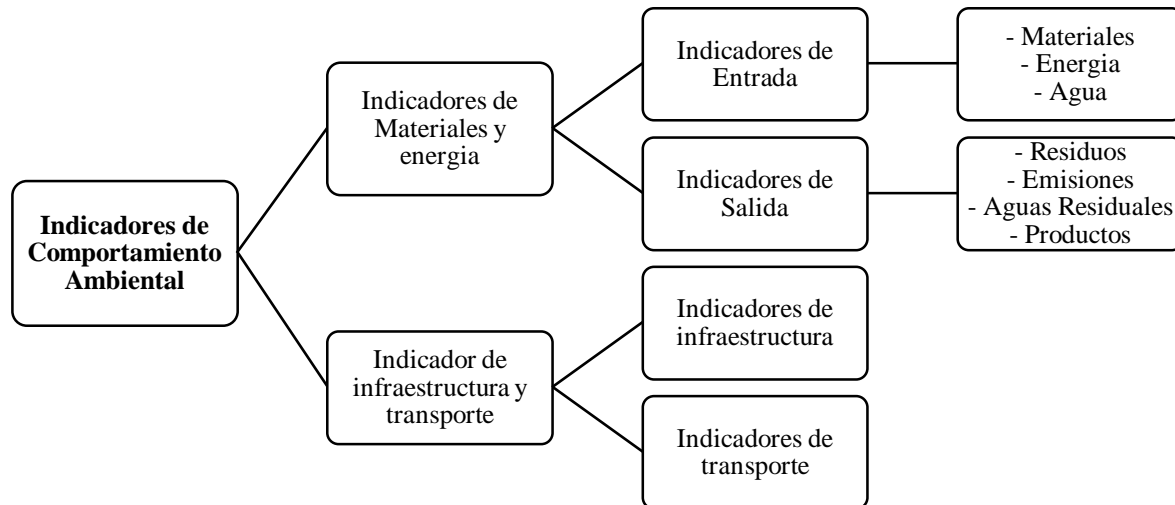 Indicadores de
Comportamiento
Ambiental
Indicadores de
Materiales y
energia
Indicadores de
Entrada
- Materiales
- Energia
- Agua
Indicadores de
Salida
- Residuos
- Emisiones
- Aguas Residuales
- Productos
Indicador de
infraestructura y
transporte
Indicadores de
infraestructura
Indicadores de
transporte